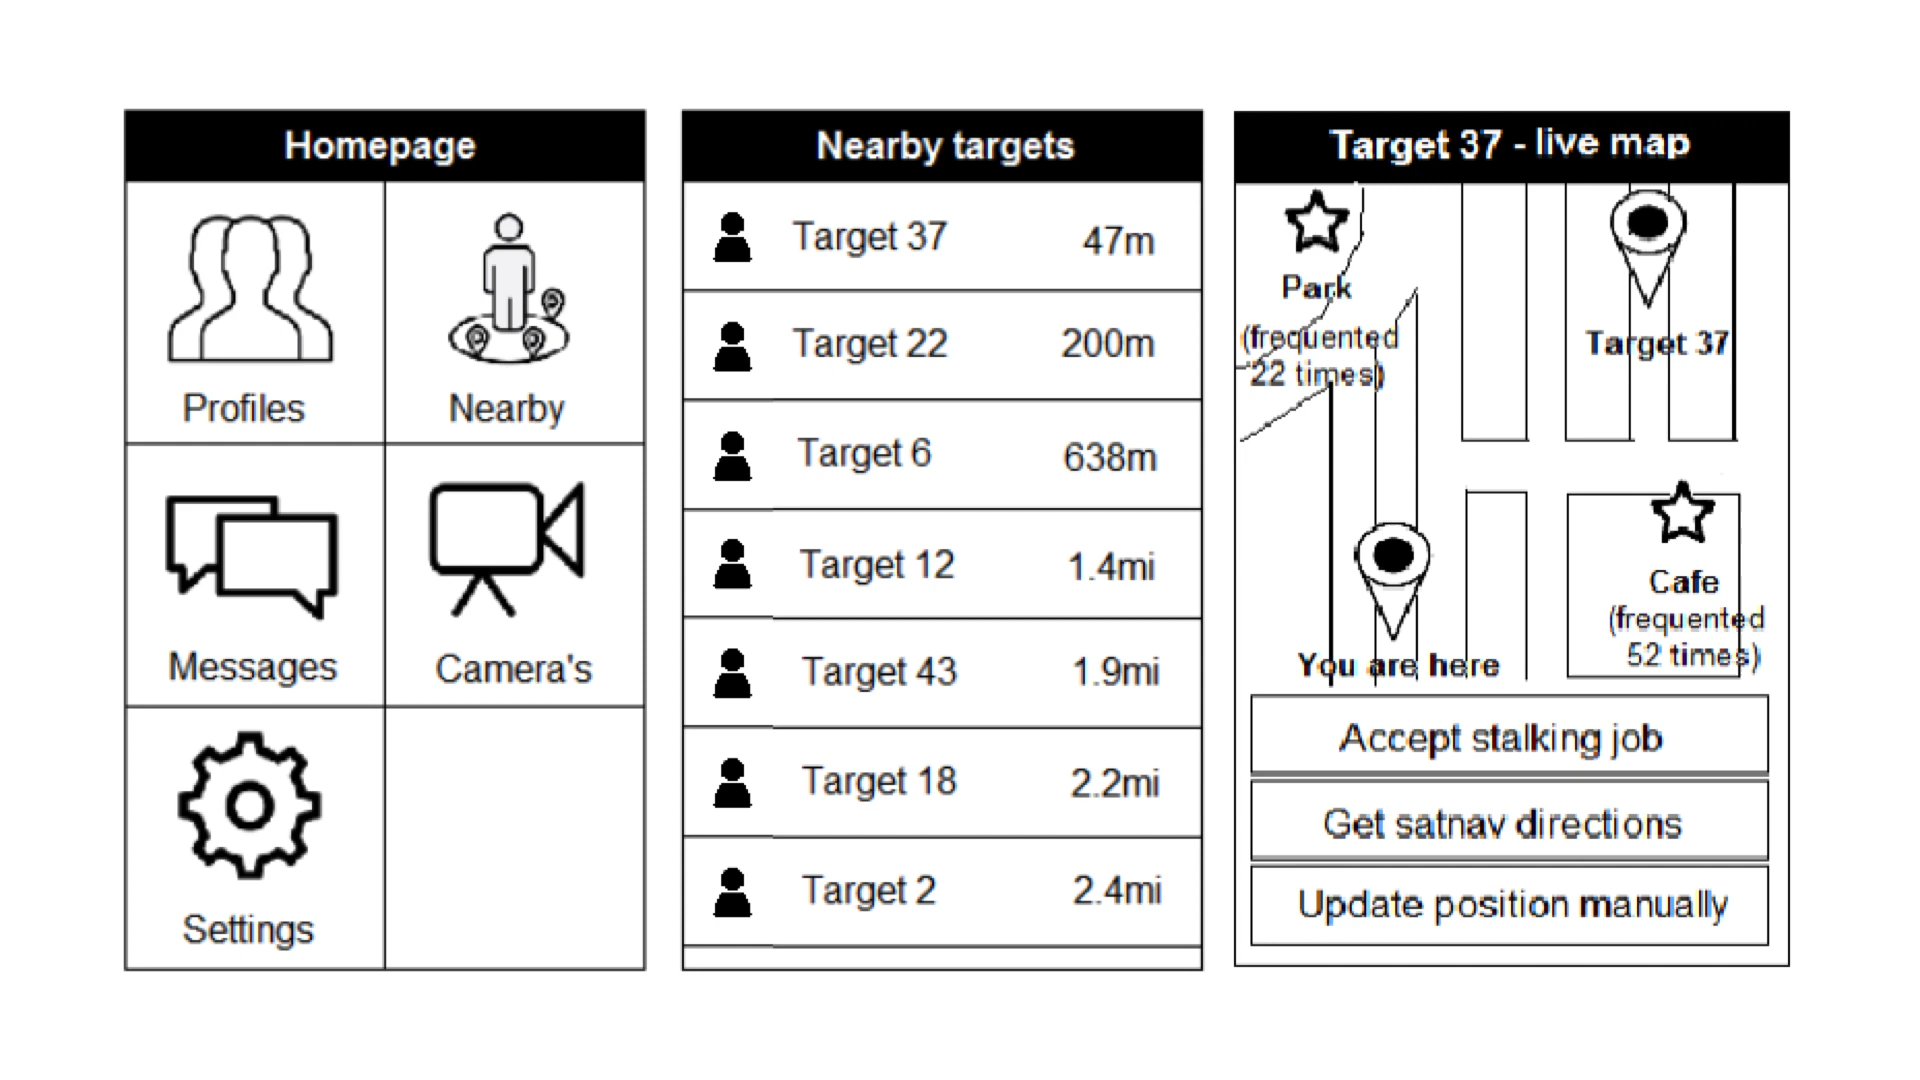 Homepage
Profiles
Nearby
Messages
Camera's
Settings
Nearby targets
Target 37 47m
Target 22 200m
Target 6 638m
Target 12 1.4mi
Target 43 1.9mi
Target 18 2.2mi
Target 2 2.4mi
Target 37 - live map
Park
(frequented
22 times)
Target 37
Cafe
(frequented
52 times)
You are here
Accept stalking job
Get satnav directions
Update position manually